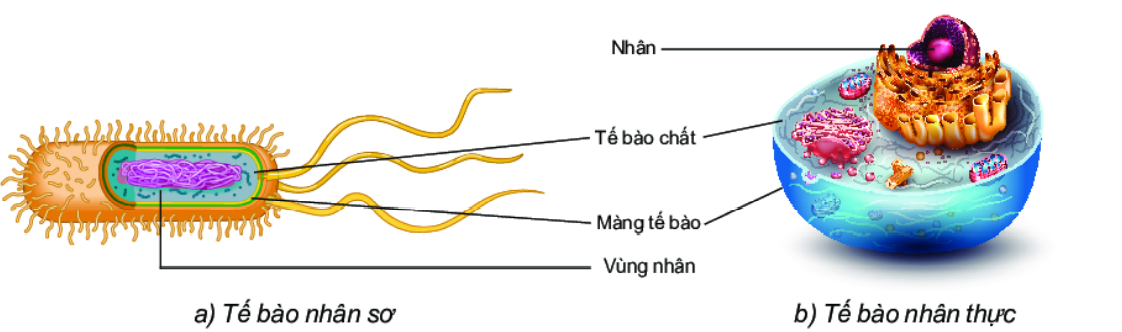 Nhân
Tế bào chất
Màng tế bào
Vùng nhân
a) Tế bào nhân sơ
b) Tế bào nhân thực